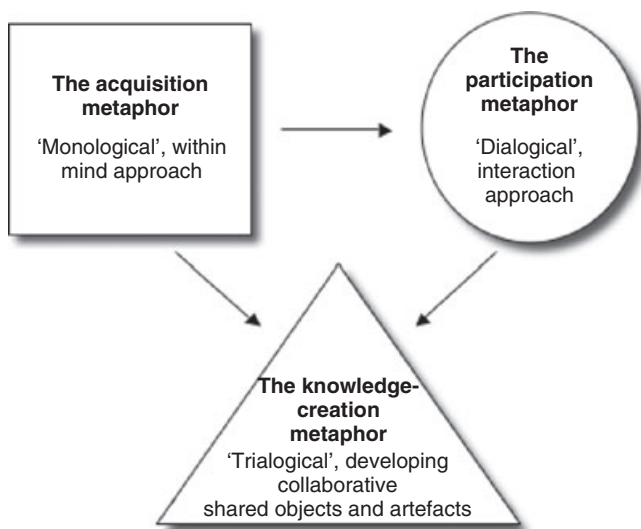 The acquisition
metaphor
‘Monological’, within
mind approach
The
participation
metaphor
‘Dialogical’,
interaction
approach
The knowledge-
creation
metaphor
‘Trialogical’, developing
collaborative
shared objects and artefacts